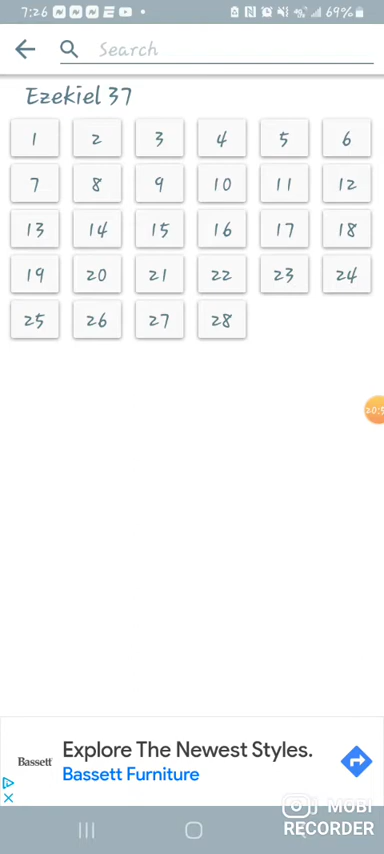 7:26 69%
Search
Ezekiel 37
1 2 3 4 5 6
7 8 9 10 11 12
13 14 15 16 17 18
19 20 21 22 23 24
25 26 27 28
20:5
Explore The Newest Styles.
Bassett
Bassett Furniture
MOBI
RECORDER